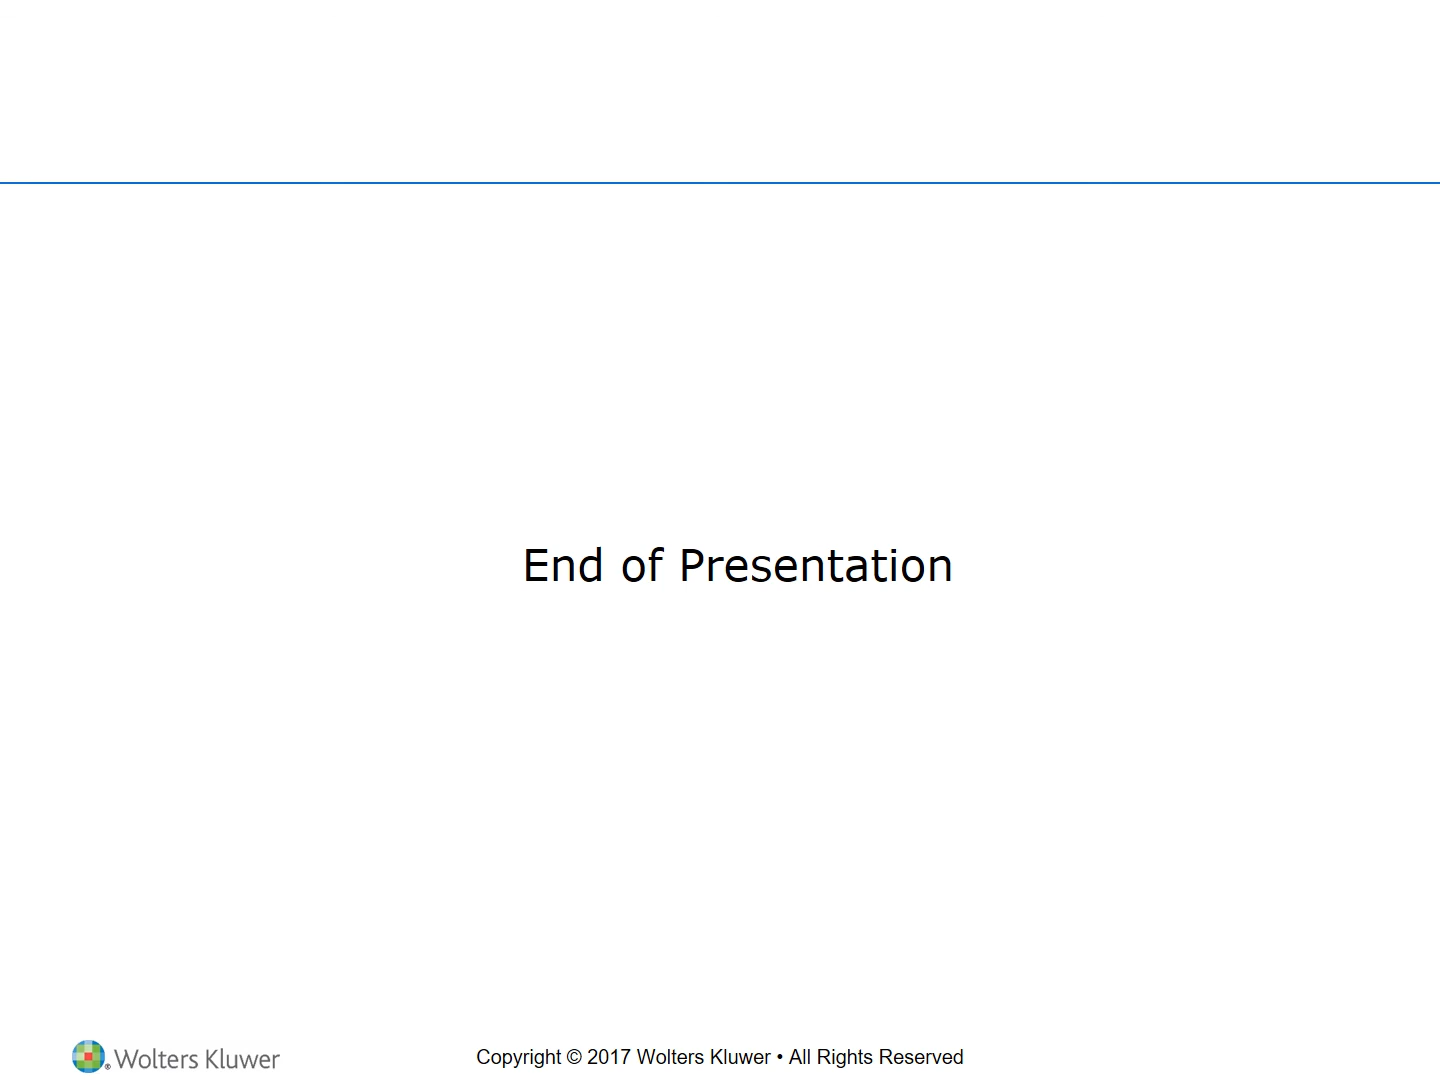 End of Presentation
Wolters Kluwer
Copyright © 2017 Wolters Kluwer • All Rights Reserved